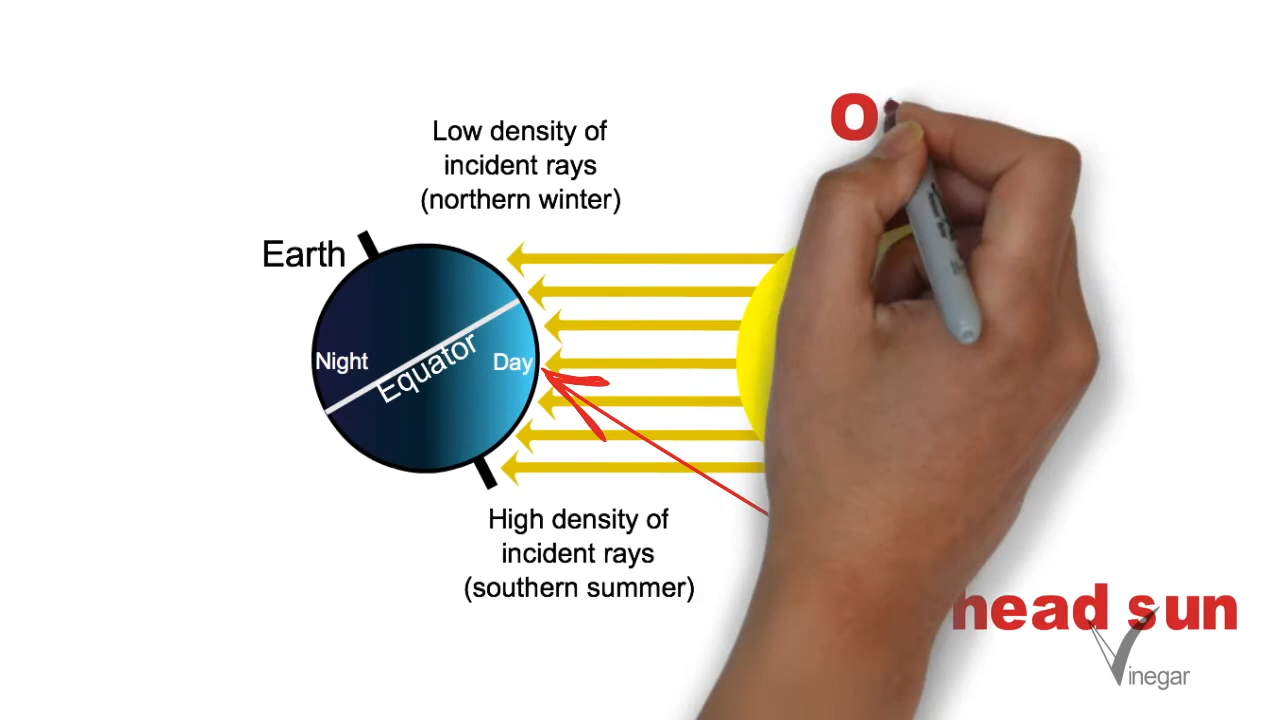 O
Low density of
incident rays
(northern winter)
Earth
Night
Equator
Day
High density of
incident rays
(southern summer)
head sun
Vinegar